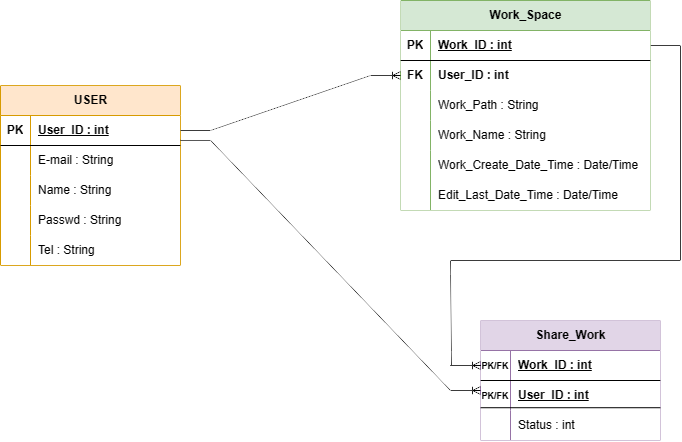 Work_Space
PK Work_ID : int
FK User_ID : int
Work_Path : String
Work_Name : String
Work_Create_Date_Time : Date/Time
Edit_Last_Date_Time : Date/Time
USER
PK User_ID : int
E-mail : String
Name : String
Passwd : String
Tel : String
Share_Work
PK/FK Work_ID : int
PK/FK User_ID : int
Status : int